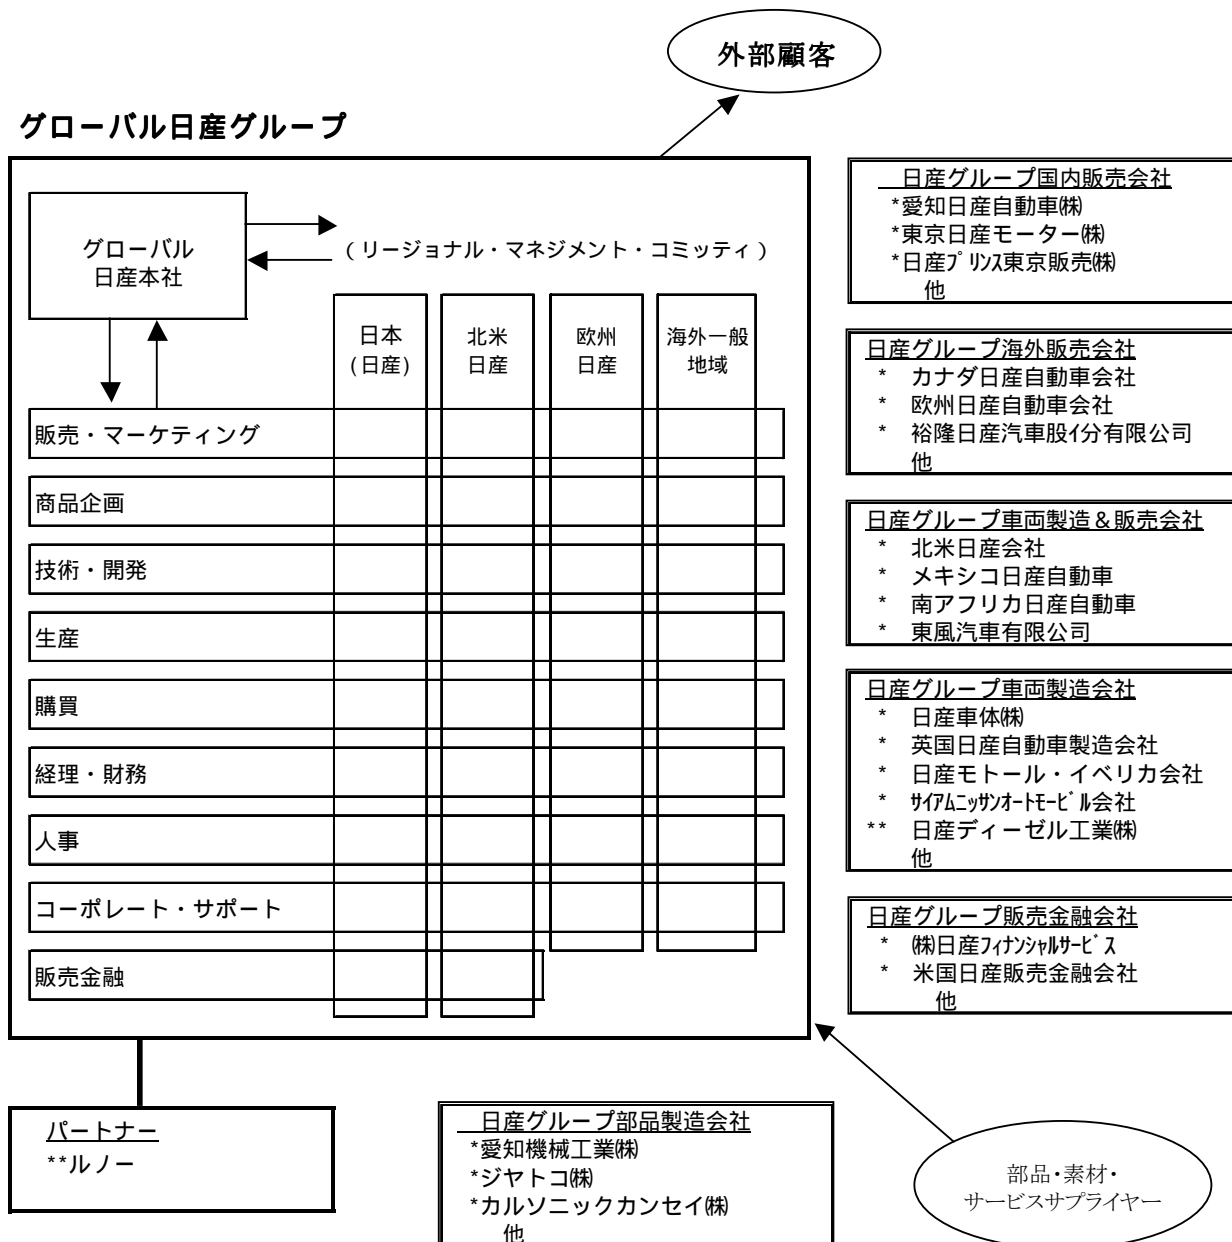 外部顧客
グローバル日産グループ
グローバル
日産本社
(リージョナル・マネジメント・コミッティ)
日本
(日産)
北米
日産
欧州
日産
海外一般
地域
販売・マーケティング
商品企画
技術・開発
生産
購買
経理・財務
人事
コーポレート・サポート
販売金融
日産グループ国内販売会社
*愛知日産自動車㈱
*東京日産モーター㈱
*日産ﾌﾟﾘﾝｽ東京販売㈱
他
日産グループ海外販売会社
* カナダ日産自動車会社
* 欧州日産自動車会社
* 裕隆日産汽車股ｲ分有限公司
他
日産グループ車両製造&販売会社
* 北米日産会社
* メキシコ日産自動車
* 南アフリカ日産自動車
* 東風汽車有限公司
日産グループ車両製造会社
* 日産車体㈱
* 英国日産自動車製造会社
* 日産モトール・イベリカ会社
* ｻｲｱﾑﾆｯｻﾝｵｰﾄﾓｰﾋﾞﾙ会社
** 日産ディーゼル工業㈱
他
日産グループ販売金融会社
* ㈱日産ﾌｨﾅﾝｼｬﾙｻｰﾋﾞｽ
* 米国日産販売金融会社
他
パートナー
**ルノー
日産グループ部品製造会社
*愛知機械工業㈱
*ジヤトコ㈱
*カルソニックカンセイ㈱
他
部品・素材・
サービスサプライヤー